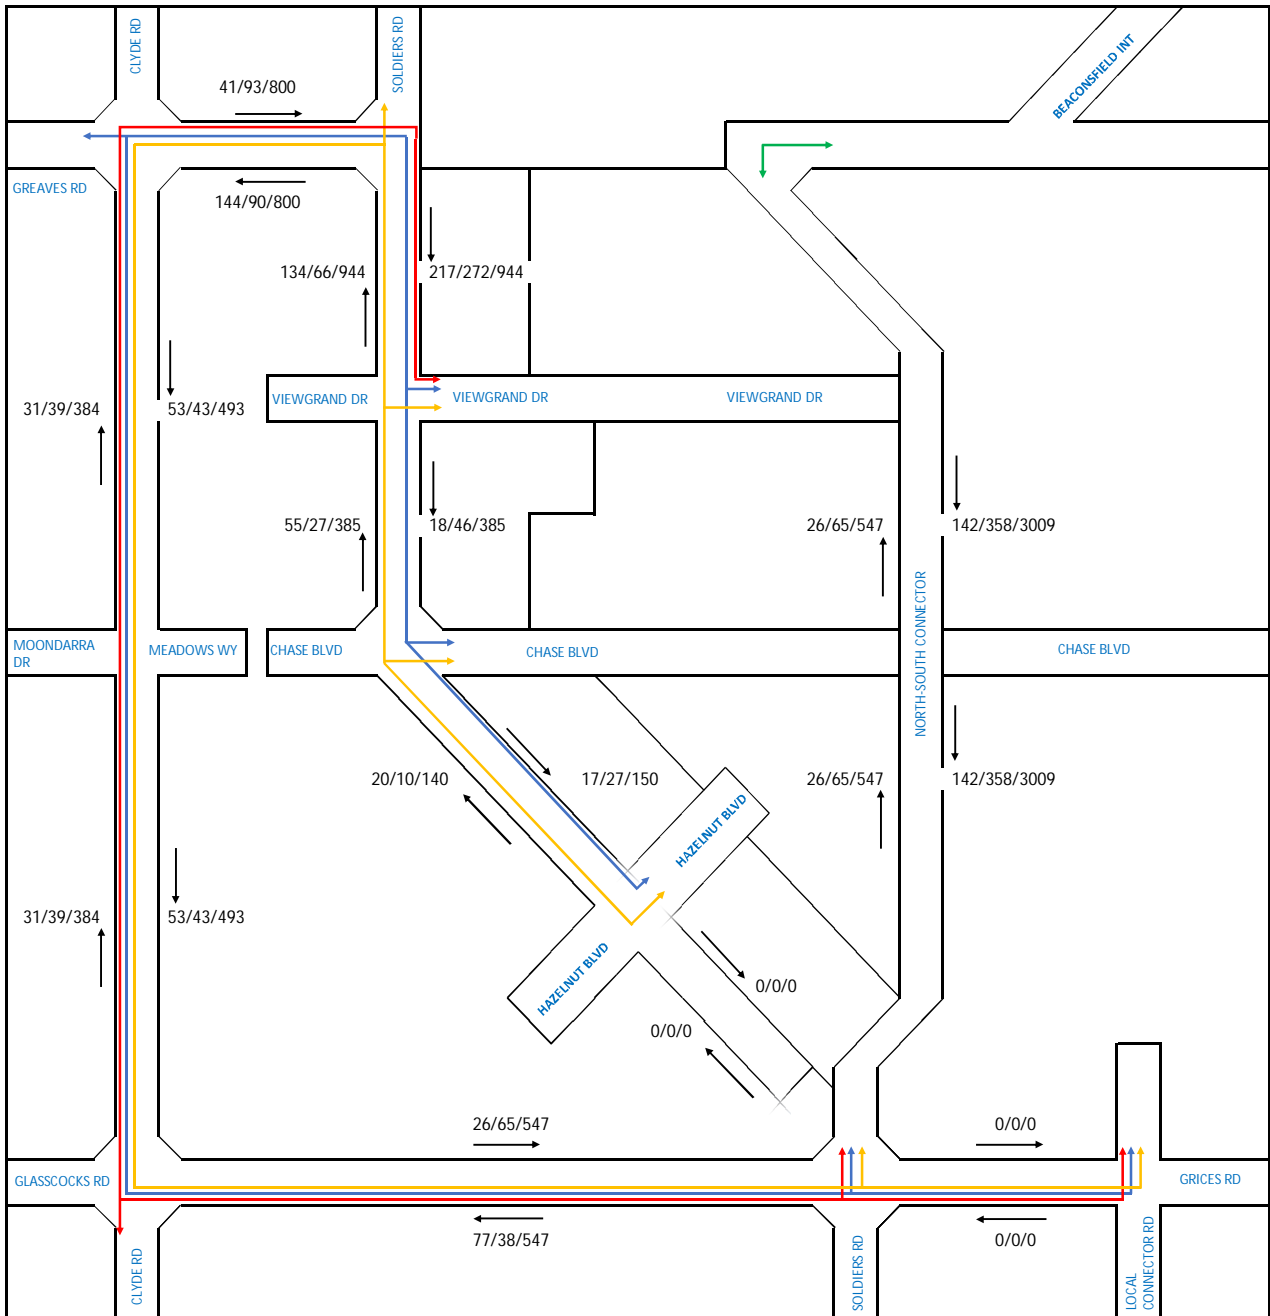 CLYDE RD
SOLDIERS RD
BEACONSFIELD INT
41/93/800
GREAVES RD
144/90/800
134/66/944
217/272/944
31/39/384
53/43/493
VIEWGRAND DR
VIEWGRAND DR
VIEWGRAND DR
55/27/385
18/46/385
26/65/547
142/358/3009
NORTH-SOUTH CONNECTOR
MOONDARRA
DR
MEADOWS WY
CHASE BLVD
CHASE BLVD
CHASE BLVD
20/10/140
17/27/150
26/65/547
142/358/3009
HAZELNUT BLVD
31/39/384
53/43/493
HAZELNUT BLVD
0/0/0
0/0/0
26/65/547
0/0/0
GLASSCOCKS RD
GRICES RD
77/38/547
0/0/0
CLYDE RD
SOLDIERS RD
LOCAL
CONNECTOR RD